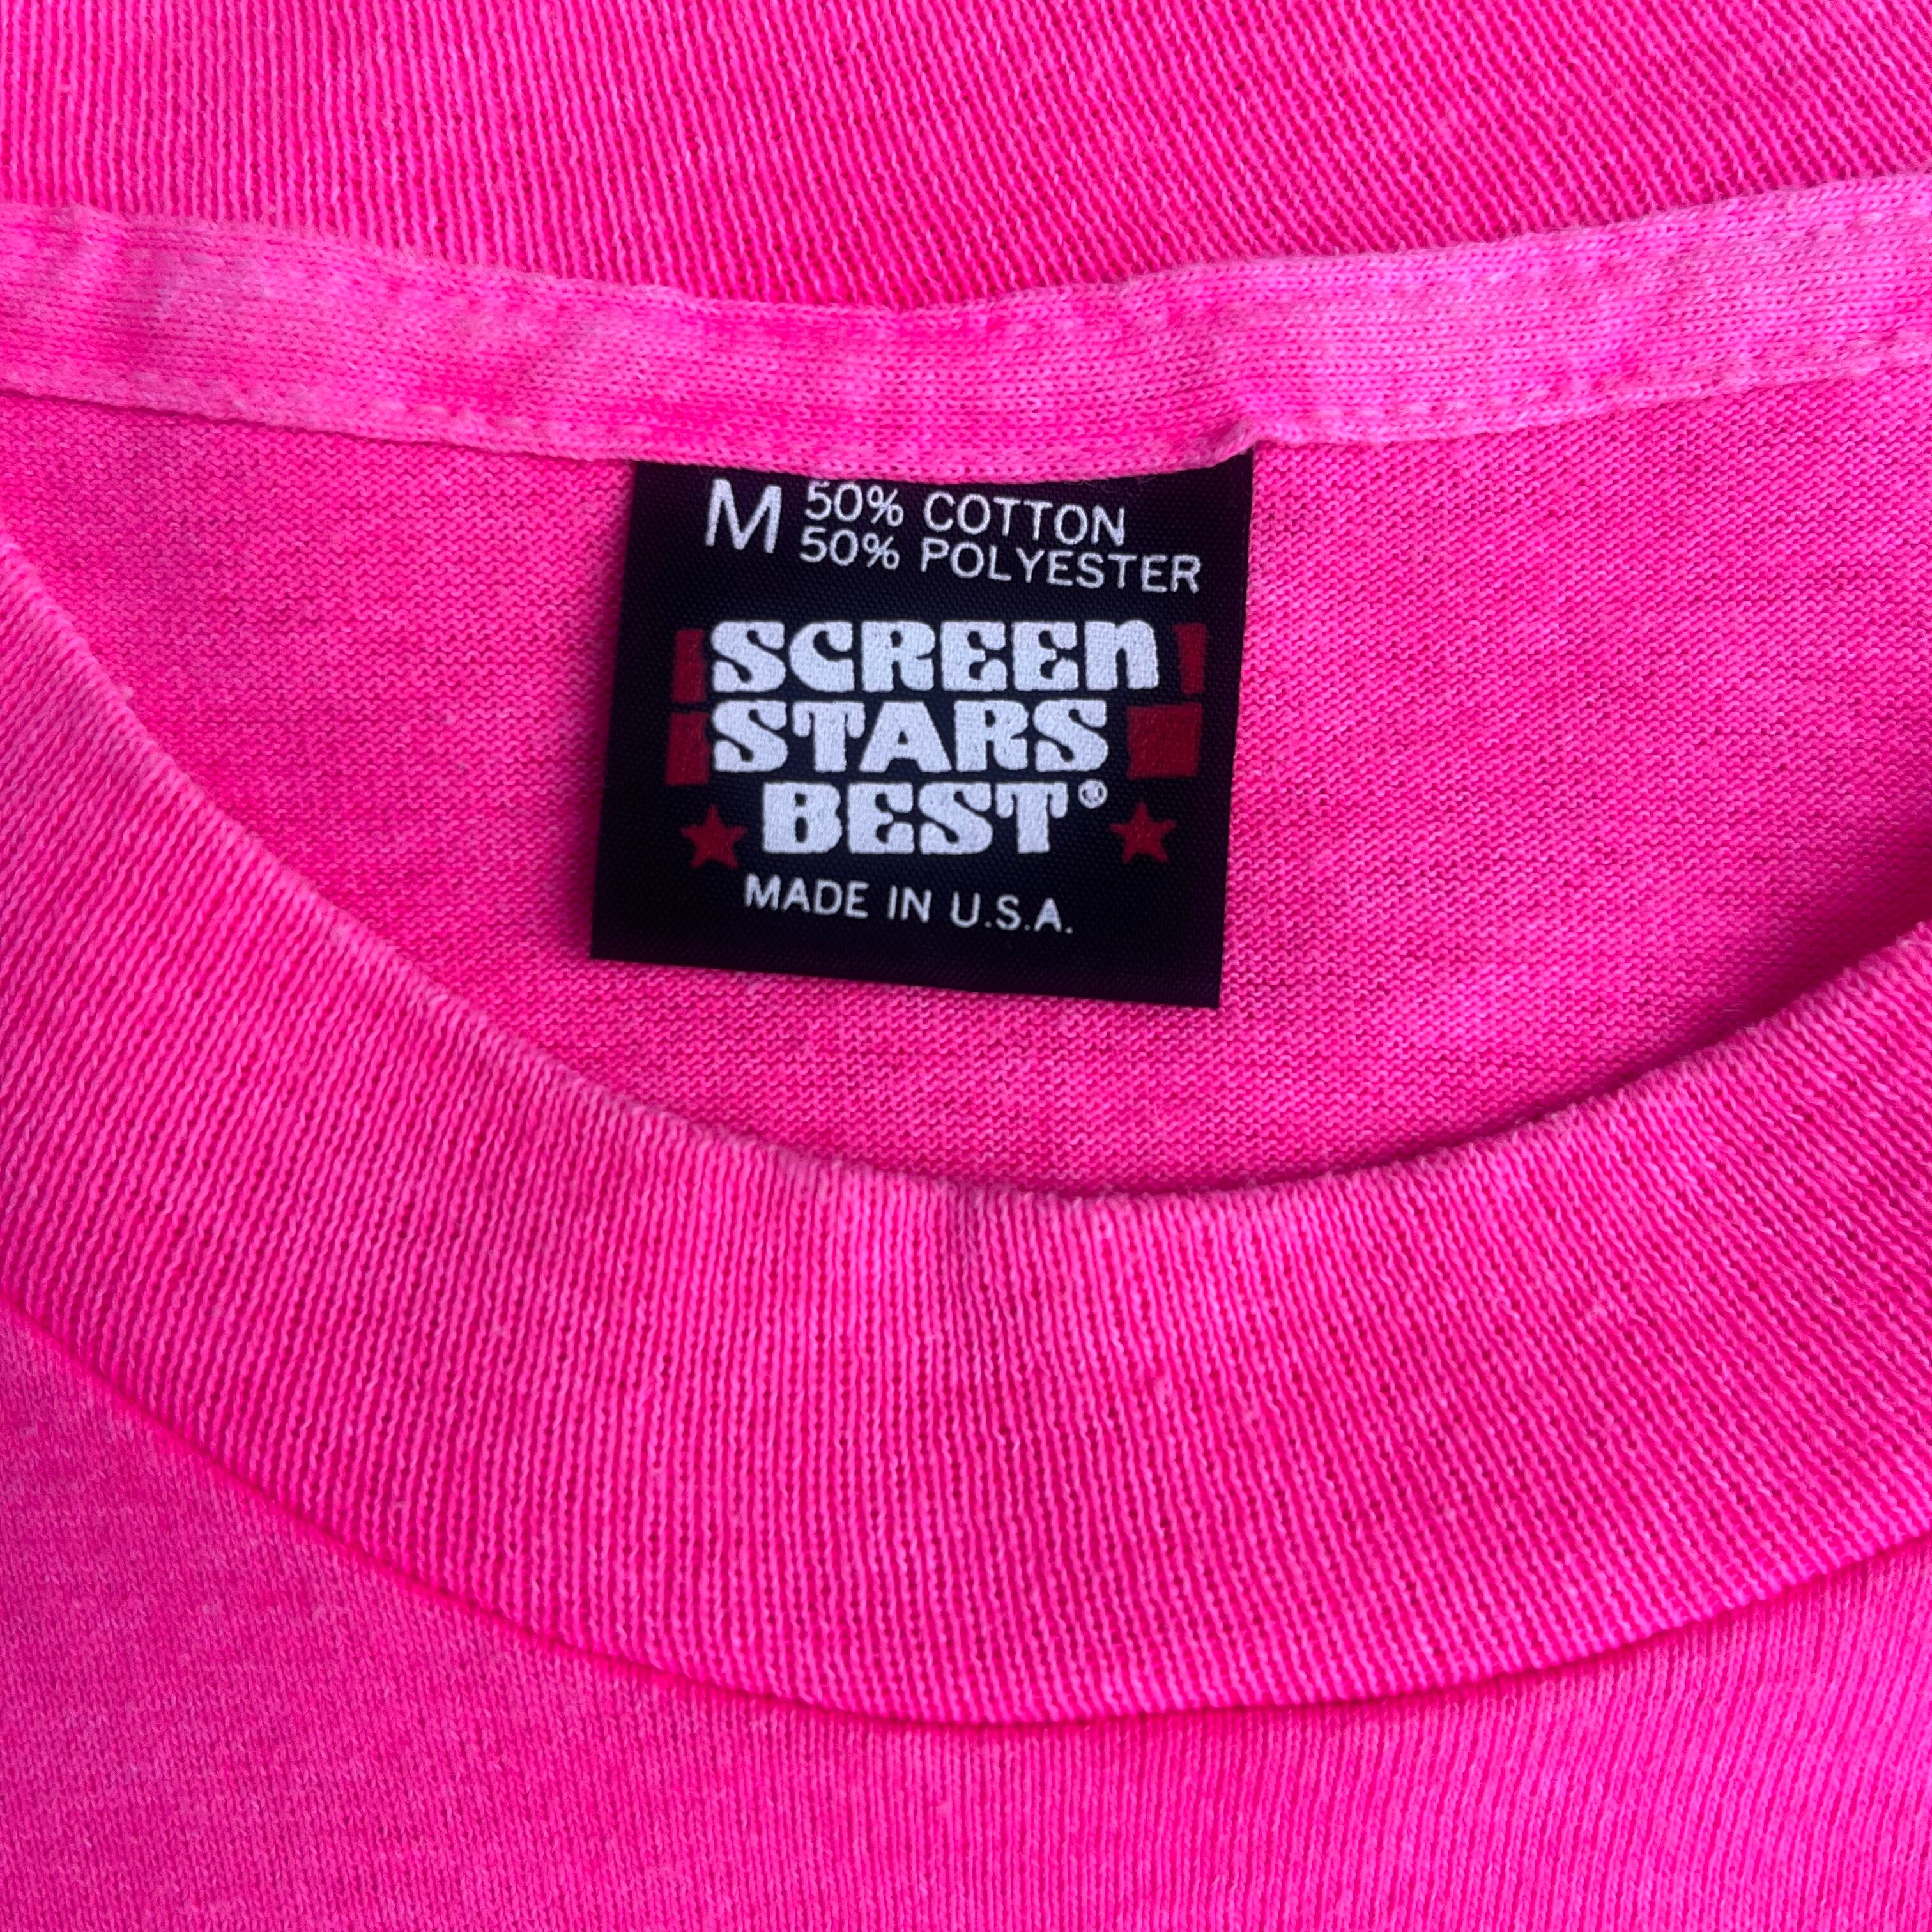 M 50% COTTON
50% POLYESTER
SCREEN
STARS
BEST®
MADE IN U.S.A.